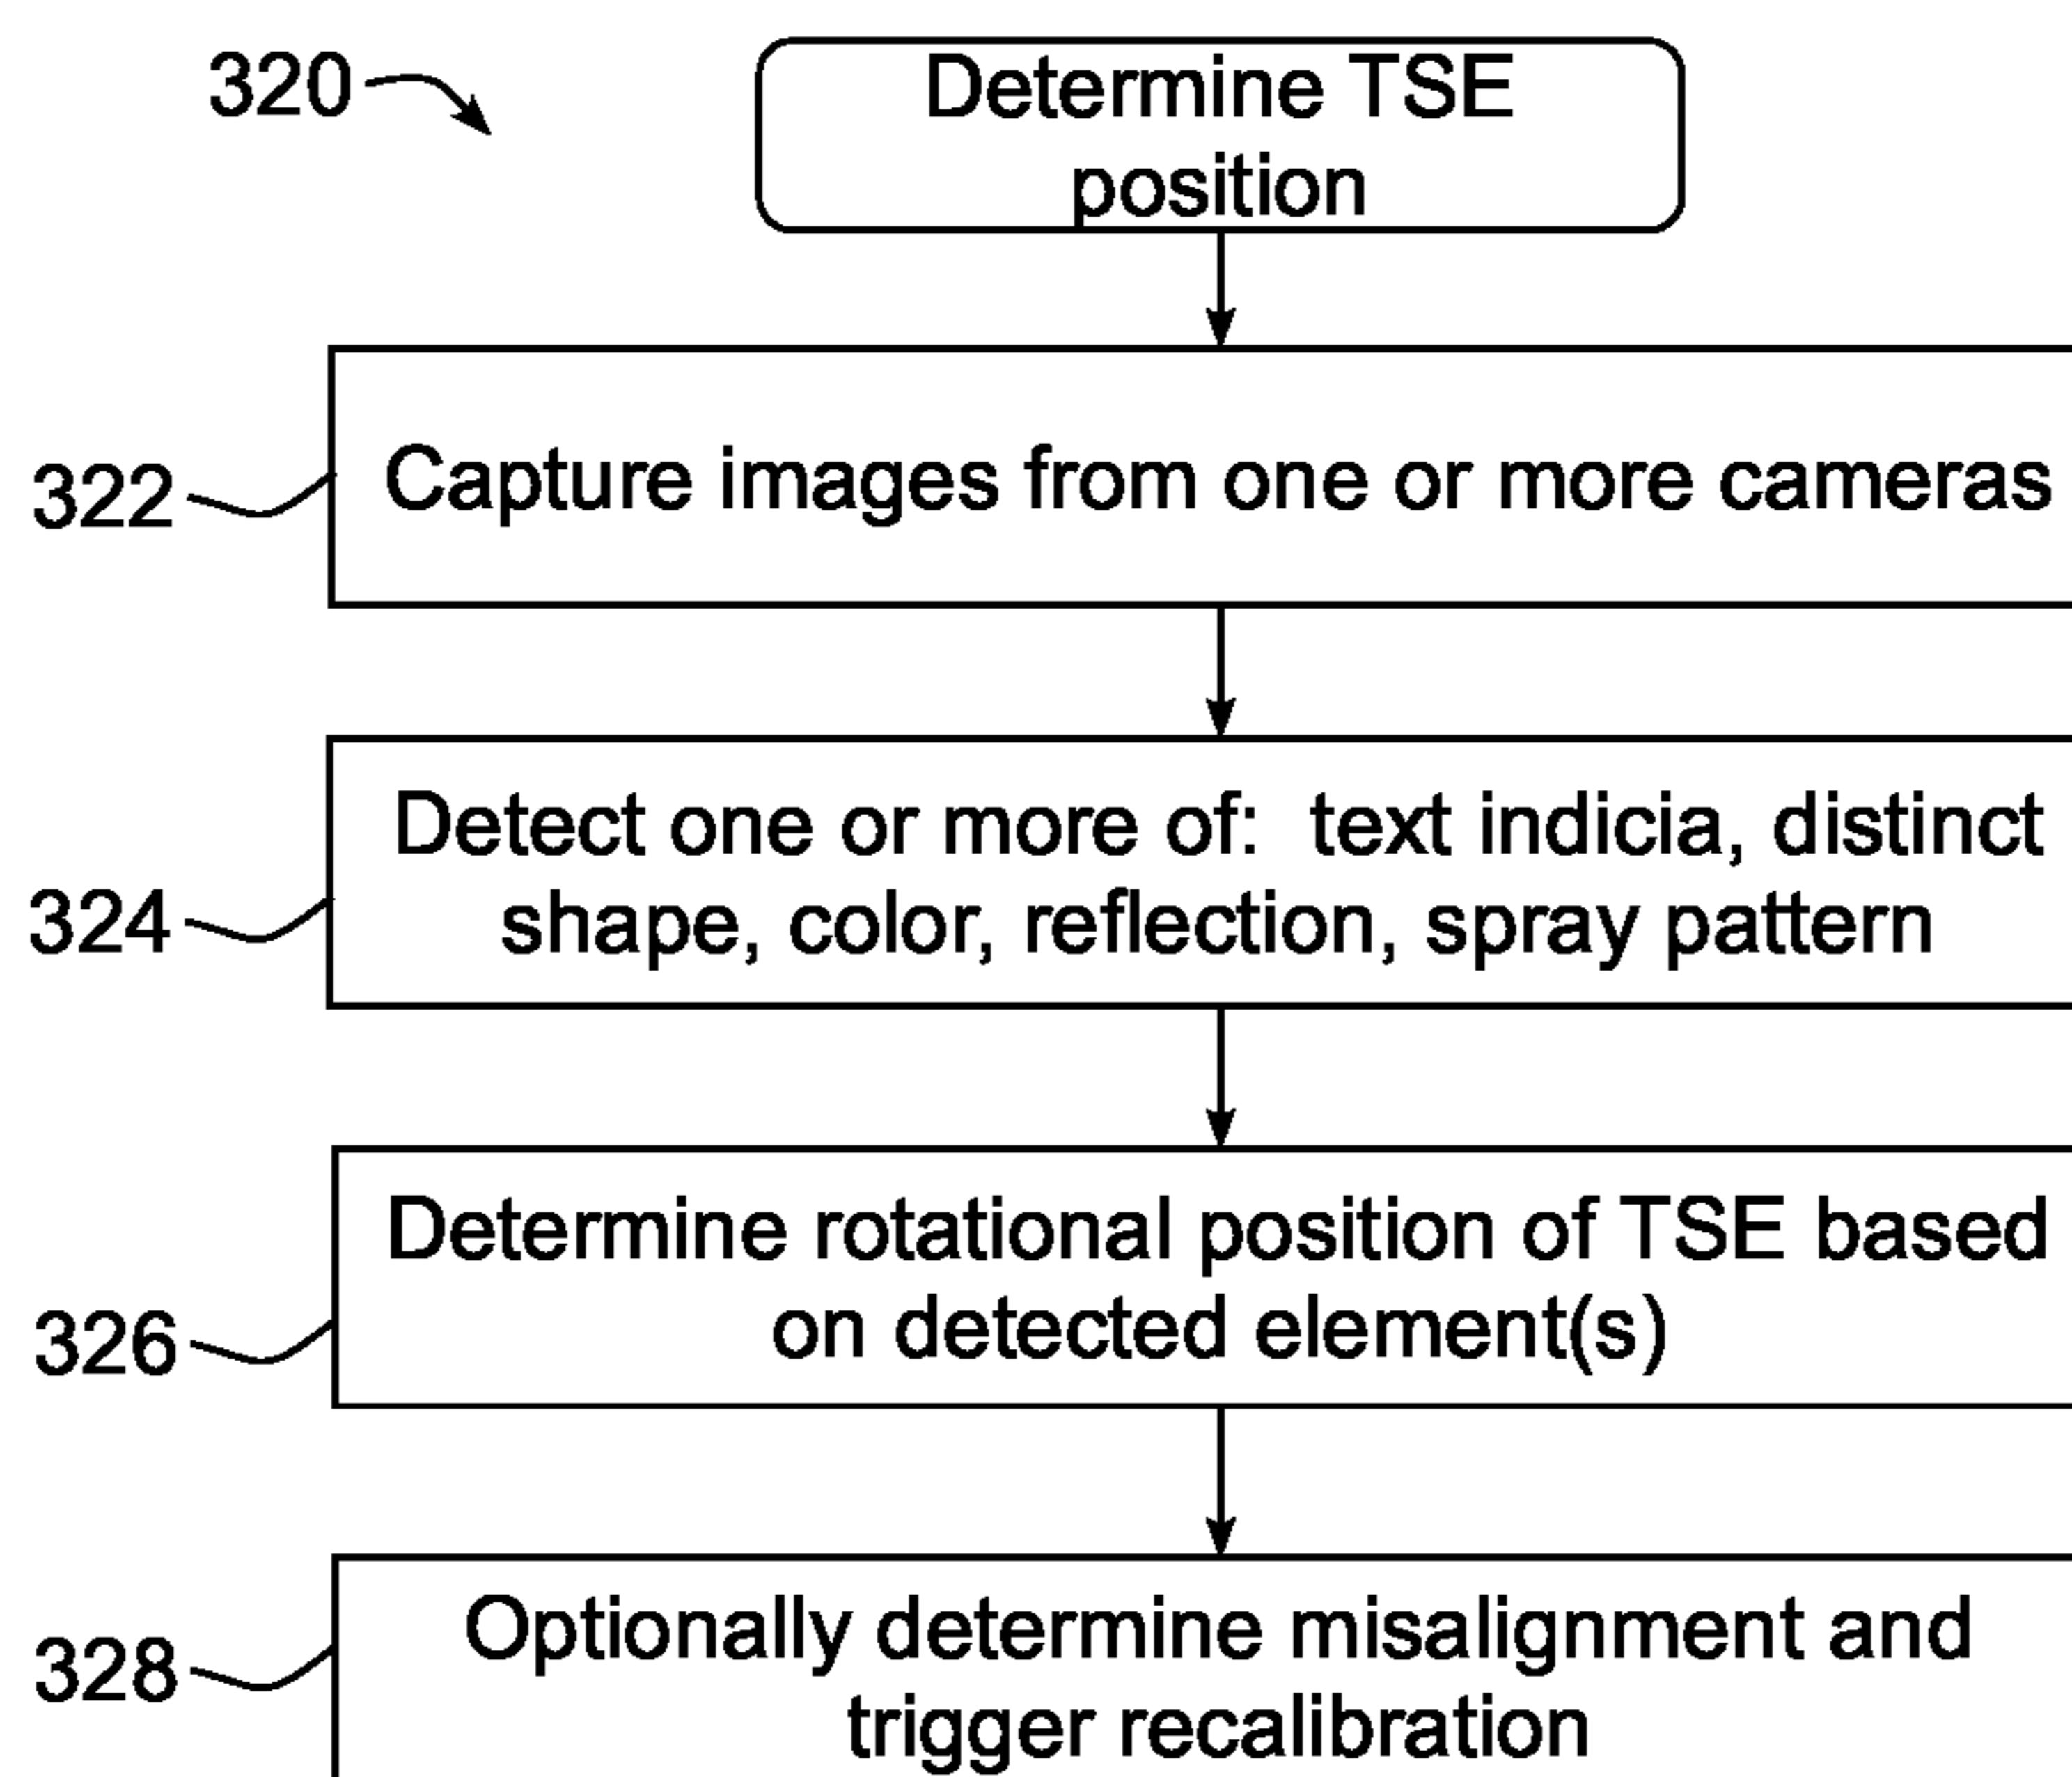 320
Determine TSE
position
322
Capture images from one or more cameras
324
Detect one or more of: text indicia, distinct
shape, color, reflection, spray pattern
326
Determine rotational position of TSE based
on detected element(s)
328
Optionally determine misalignment and
trigger recalibration